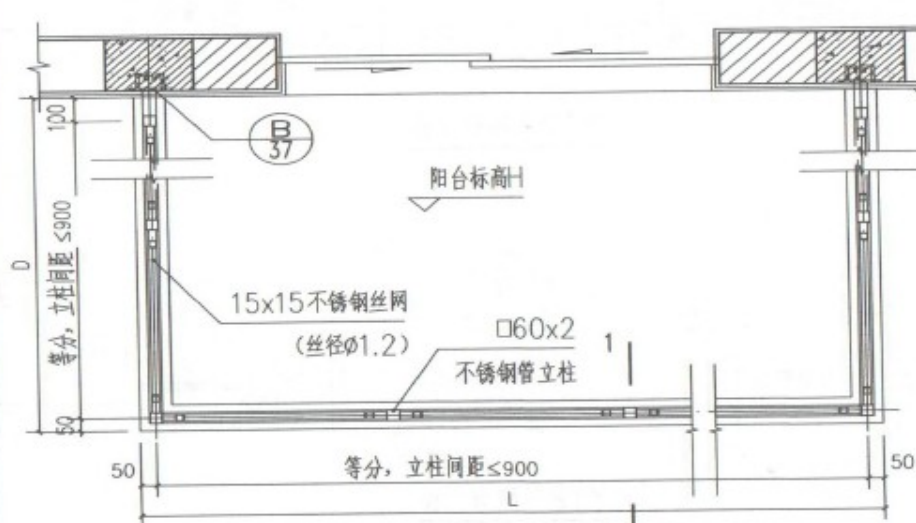 100
B
37
阳台标高H
D
等分，立柱间距≤900
15x15不锈钢丝网
（丝径Ø1.2）
□60x2
不锈钢管立柱
1
50
50
等分，立柱间距≤900
50
L